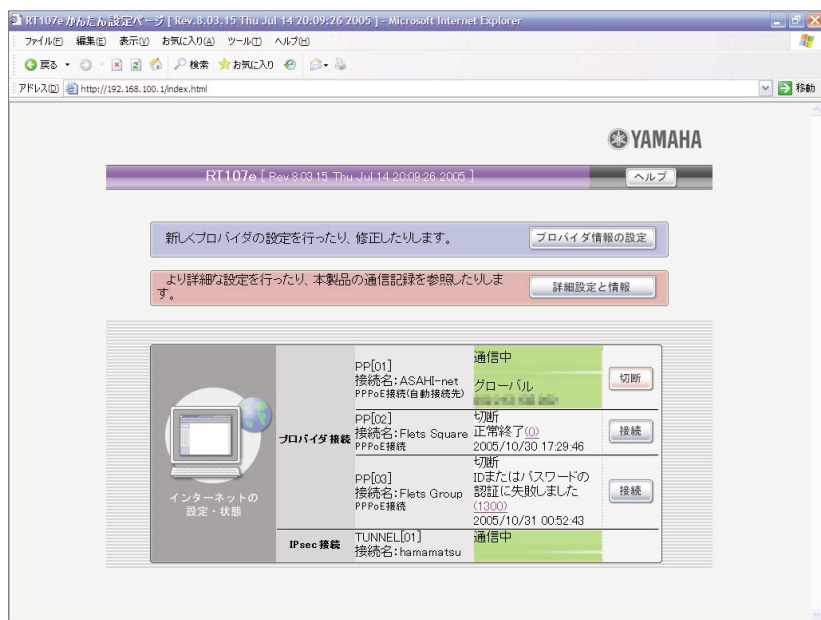 RT107e かんたん設定ページ [ Rev.8.03.15 Thu Jul 14 20:09:26 2005 ] - Microsoft Internet Explorer
ファイル(F) 編集(E) 表示(V) お気に入り(A) ツール(T) ヘルプ(H)
戻る 検索 お気に入り
アドレス(D) http://192.168.100.1/index.html 移動
YAMAHA
RT107e [ Rev.8.03.15 Thu Jul 14 20:09:26 2005 ] ヘルプ
新しくプロバイダの設定を行ったり、修正したりします。 プロバイダ情報の設定
より詳細な設定を行ったり、本製品の通信記録を参照したりしま
す。
詳細設定と情報
インターネットの
設定・状態
プロバイダ接続
PP[01]
接続名:ASAHI-net
PPPoE接続(自動接続先)
通信中
グローバル
切断
PP[02]
接続名:Flets Square
PPPoE接続
切断
正常終了(0)
2005/10/30 17:29:46
接続
PP[03]
接続名:Flets Group
PPPoE接続
切断
IDまたはパスワードの
認証に失敗しました
(1300)
2005/10/31 00:52:43
接続
IPsec接続
TUNNEL[01]
接続名:hamamatsu
通信中